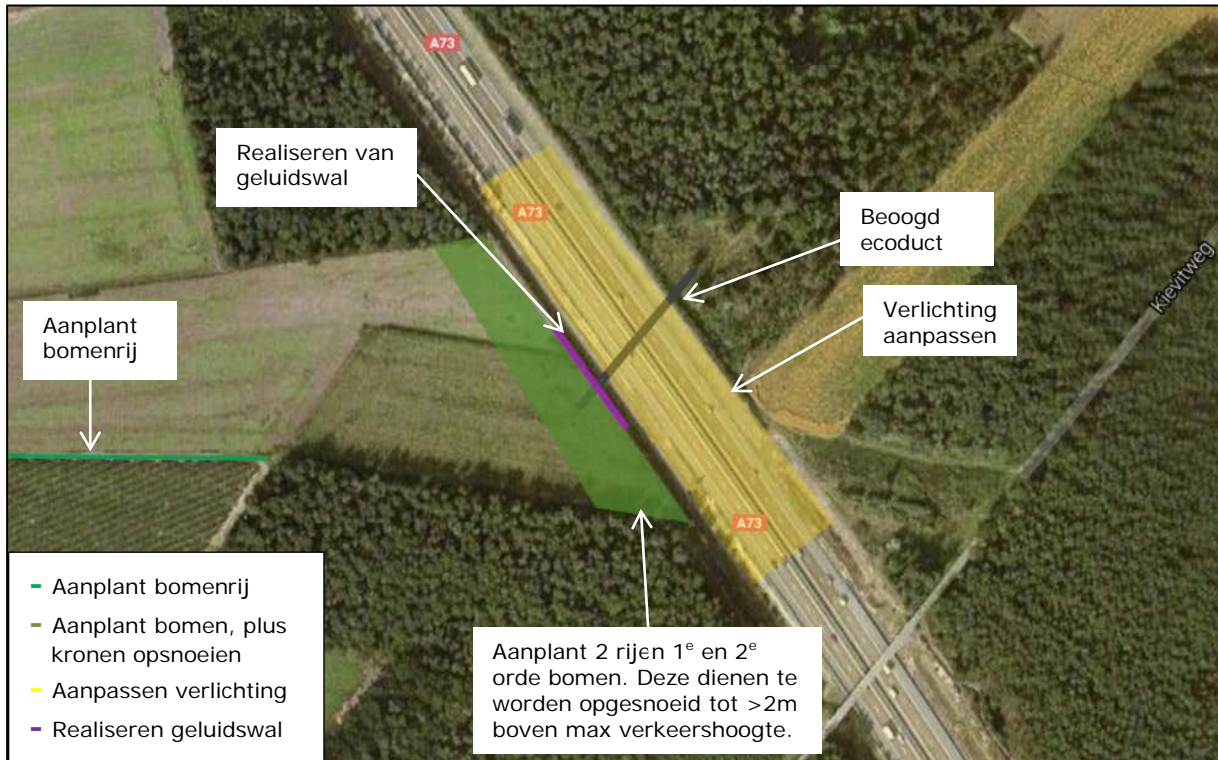 A73
Realiseren van
geluidswal
A73
Beoogd
ecoduct
Kievitweg
Verlichting
aanpassen
Aanplant
bomenrij
A73
Aanplant bomenrij
Aanplant bomen, plus
kronen opsnoeien
Aanpassen verlichting
Realiseren geluidswal
Aanplant 2 rijen 1e en 2e
orde bomen. Deze dienen te
worden opgesnoeid tot >2m
boven max verkeershoogte.